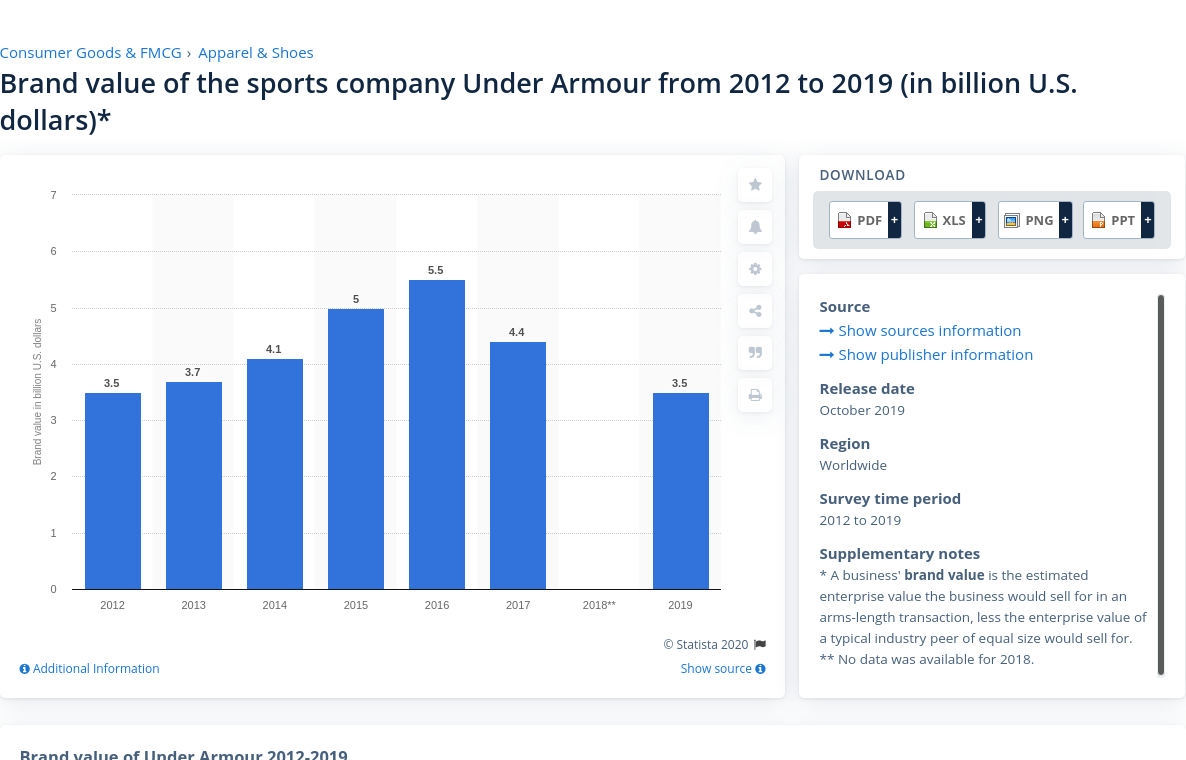 Consumer Goods & FMCG › Apparel & Shoes
Brand value of the sports company Under Armour from 2012 to 2019 (in billion U.S.
dollars)*
7
6
5
4
3
2
1
0
Brand value in billion U.S. dollars
3.5
3.7
4.1
5
5.5
4.4
3.5
2012 2013 2014 2015 2016 2017 2018** 2019
© Statista 2020
Additional Information
Show source
DOWNLOAD
PDF + XLS + PNG + PPT +
Source
Show sources information
Show publisher information
Release date
October 2019
Region
Worldwide
Survey time period
2012 to 2019
Supplementary notes
* A business' brand value is the estimated
enterprise value the business would sell for in an
arms-length transaction, less the enterprise value of
a typical industry peer of equal size would sell for.
** No data was available for 2018.
Brand value of Under Armour 2012-2019